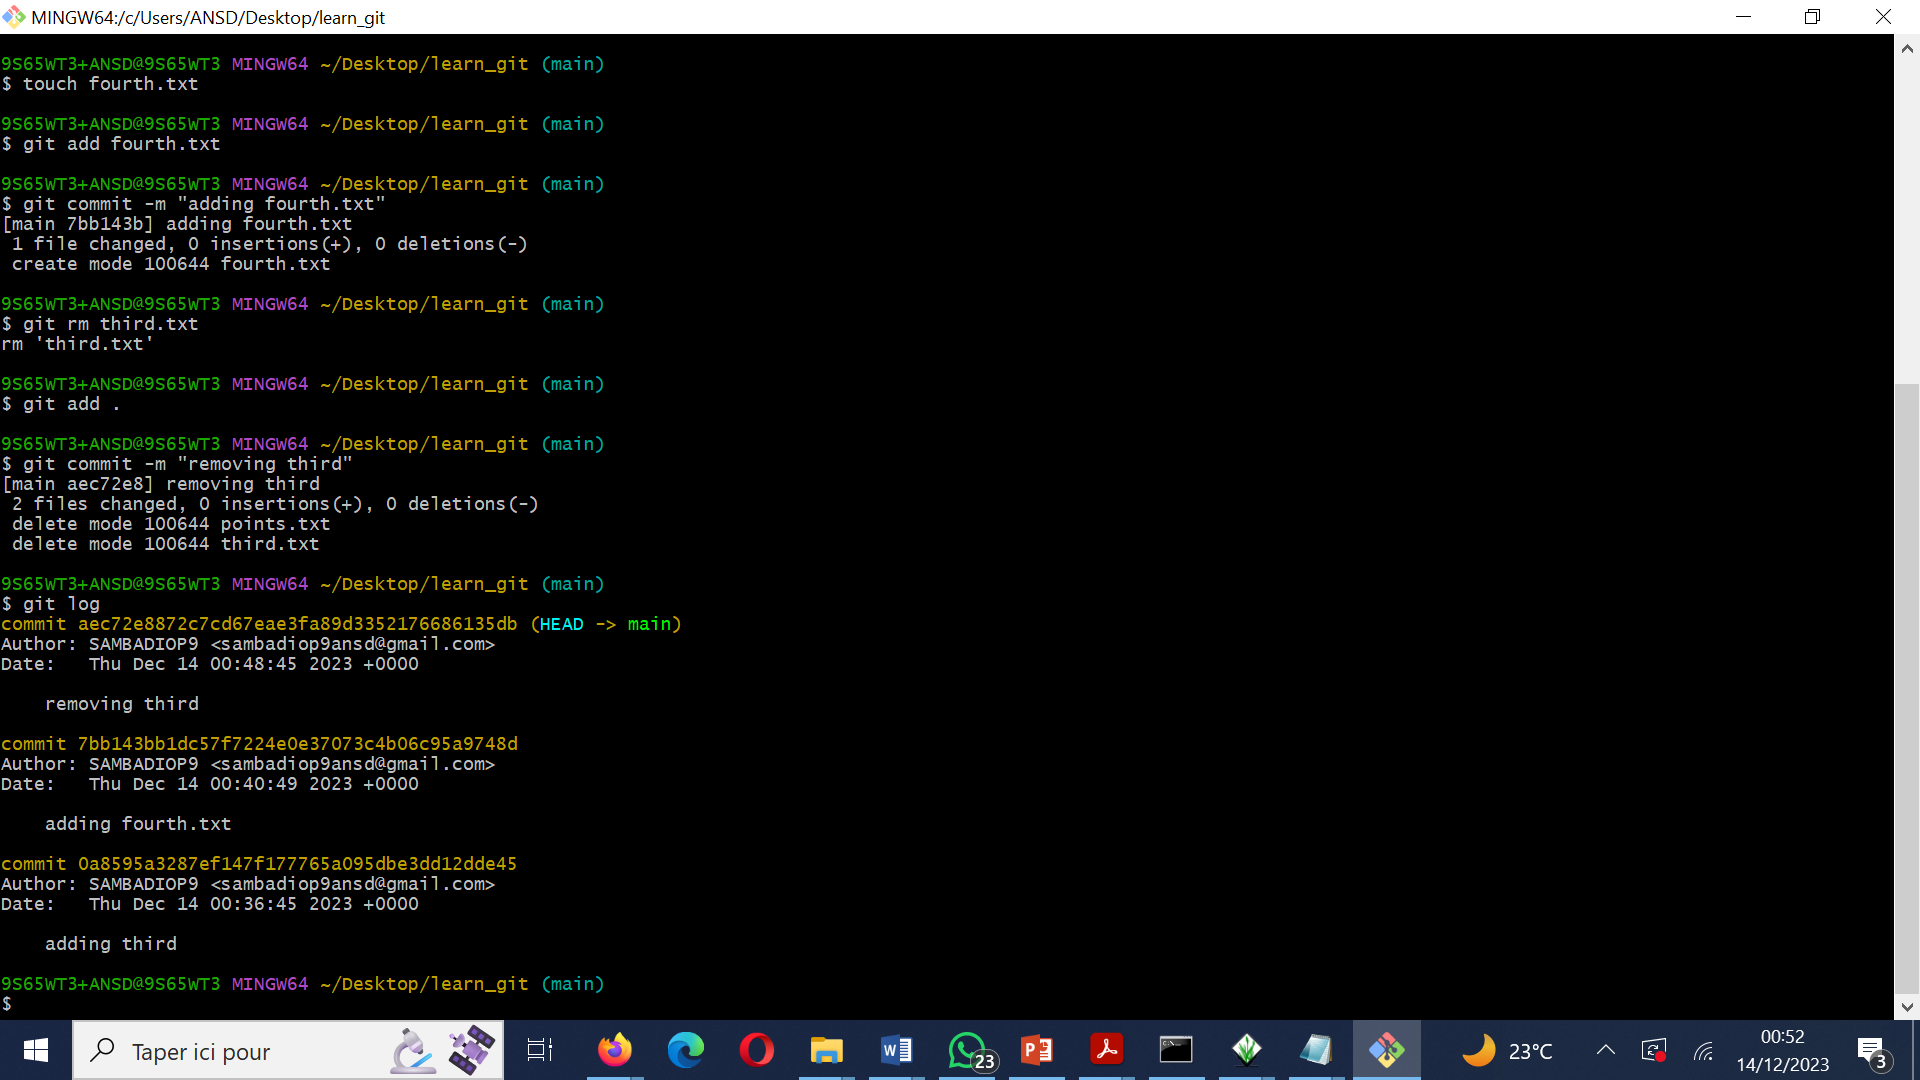 MINGW64:/c/Users/ANSD/Desktop/learn_git
9S65WT3+ANSD@9S65WT3 MINGW64 ~/Desktop/learn_git (main)
$ touch fourth.txt
9S65WT3+ANSD@9S65WT3 MINGW64 ~/Desktop/learn_git (main)
$ git add fourth.txt
9S65WT3+ANSD@9S65WT3 MINGW64 ~/Desktop/learn_git (main)
$ git commit -m "adding fourth.txt"
[main 7bb143b] adding fourth.txt
 1 file changed, 0 insertions(+), 0 deletions(-)
 create mode 100644 fourth.txt
9S65WT3+ANSD@9S65WT3 MINGW64 ~/Desktop/learn_git (main)
$ git rm third.txt
rm 'third.txt'
9S65WT3+ANSD@9S65WT3 MINGW64 ~/Desktop/learn_git (main)
$ git add .
9S65WT3+ANSD@9S65WT3 MINGW64 ~/Desktop/learn_git (main)
$ git commit -m "removing third"
[main aec72e8] removing third
 2 files changed, 0 insertions(+), 0 deletions(-)
 delete mode 100644 points.txt
 delete mode 100644 third.txt
9S65WT3+ANSD@9S65WT3 MINGW64 ~/Desktop/learn_git (main)
$ git log
commit aec72e8872c7cd67eae3fa89d3352176686135db (HEAD -> main)
Author: SAMBADIOP9 <sambadiop9ansd@gmail.com>
Date:   Thu Dec 14 00:48:45 2023 +0000
    removing third
commit 7bb143bb1dc57f7224e0e37073c4b06c95a9748d
Author: SAMBADIOP9 <sambadiop9ansd@gmail.com>
Date:   Thu Dec 14 00:40:49 2023 +0000
    adding fourth.txt
commit 0a8595a3287ef147f177765a095dbe3dd12dde45
Author: SAMBADIOP9 <sambadiop9ansd@gmail.com>
Date:   Thu Dec 14 00:36:45 2023 +0000
    adding third
9S65WT3+ANSD@9S65WT3 MINGW64 ~/Desktop/learn_git (main)
$
Taper ici pour
23
23°C
00:52
14/12/2023
3